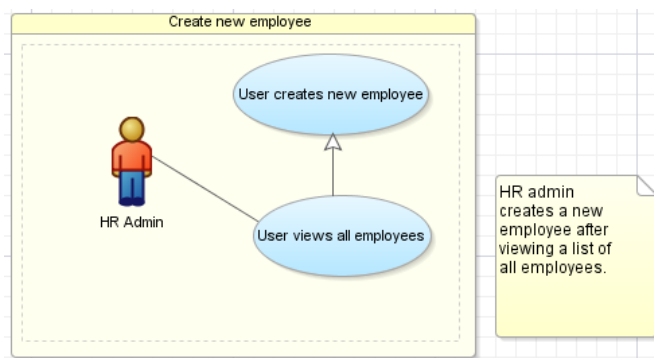 Create new employee
User creates new employee
HR Admin
User views all employees
HR admin
creates a new
employee after
viewing a list of
all employees.